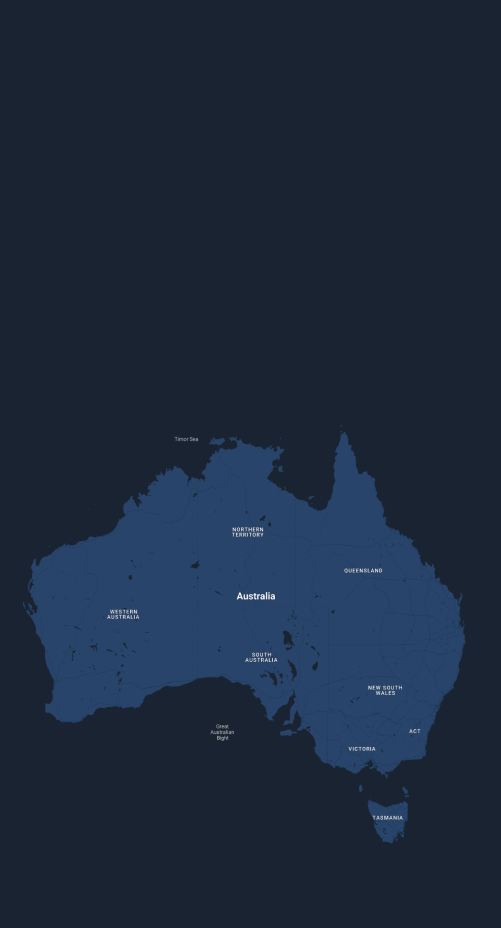 Timor Sea
NORTHERN
TERRITORY
QUEENSLAND
Australia
WESTERN
AUSTRALIA
SOUTH
AUSTRALIA
NEW SOUTH
WALES
Great
Australian
Bight
ACT
VICTORIA
TASMANIA